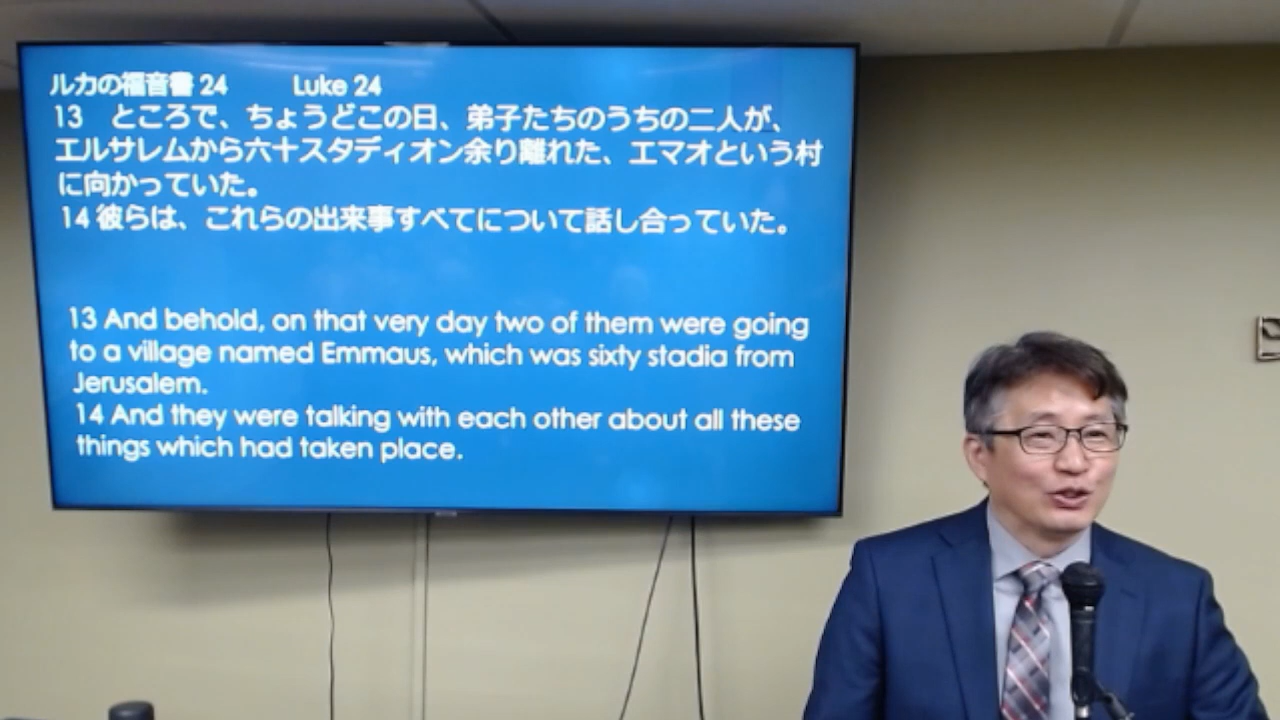 ルカの福音書 24 Luke 24
13 ところで、ちょうどこの日、弟子たちのうちの二人が、
エルサレムから六十スタディオン余り離れた、エマオという村
に向かっていた。
14 彼らは、これらの出来事すべてについて話し合っていた。
13 And behold, on that very day two of them were going
to a village named Emmaus, which was sixty stadia from
Jerusalem.
14 And they were talking with each other about all these
things which had taken place.